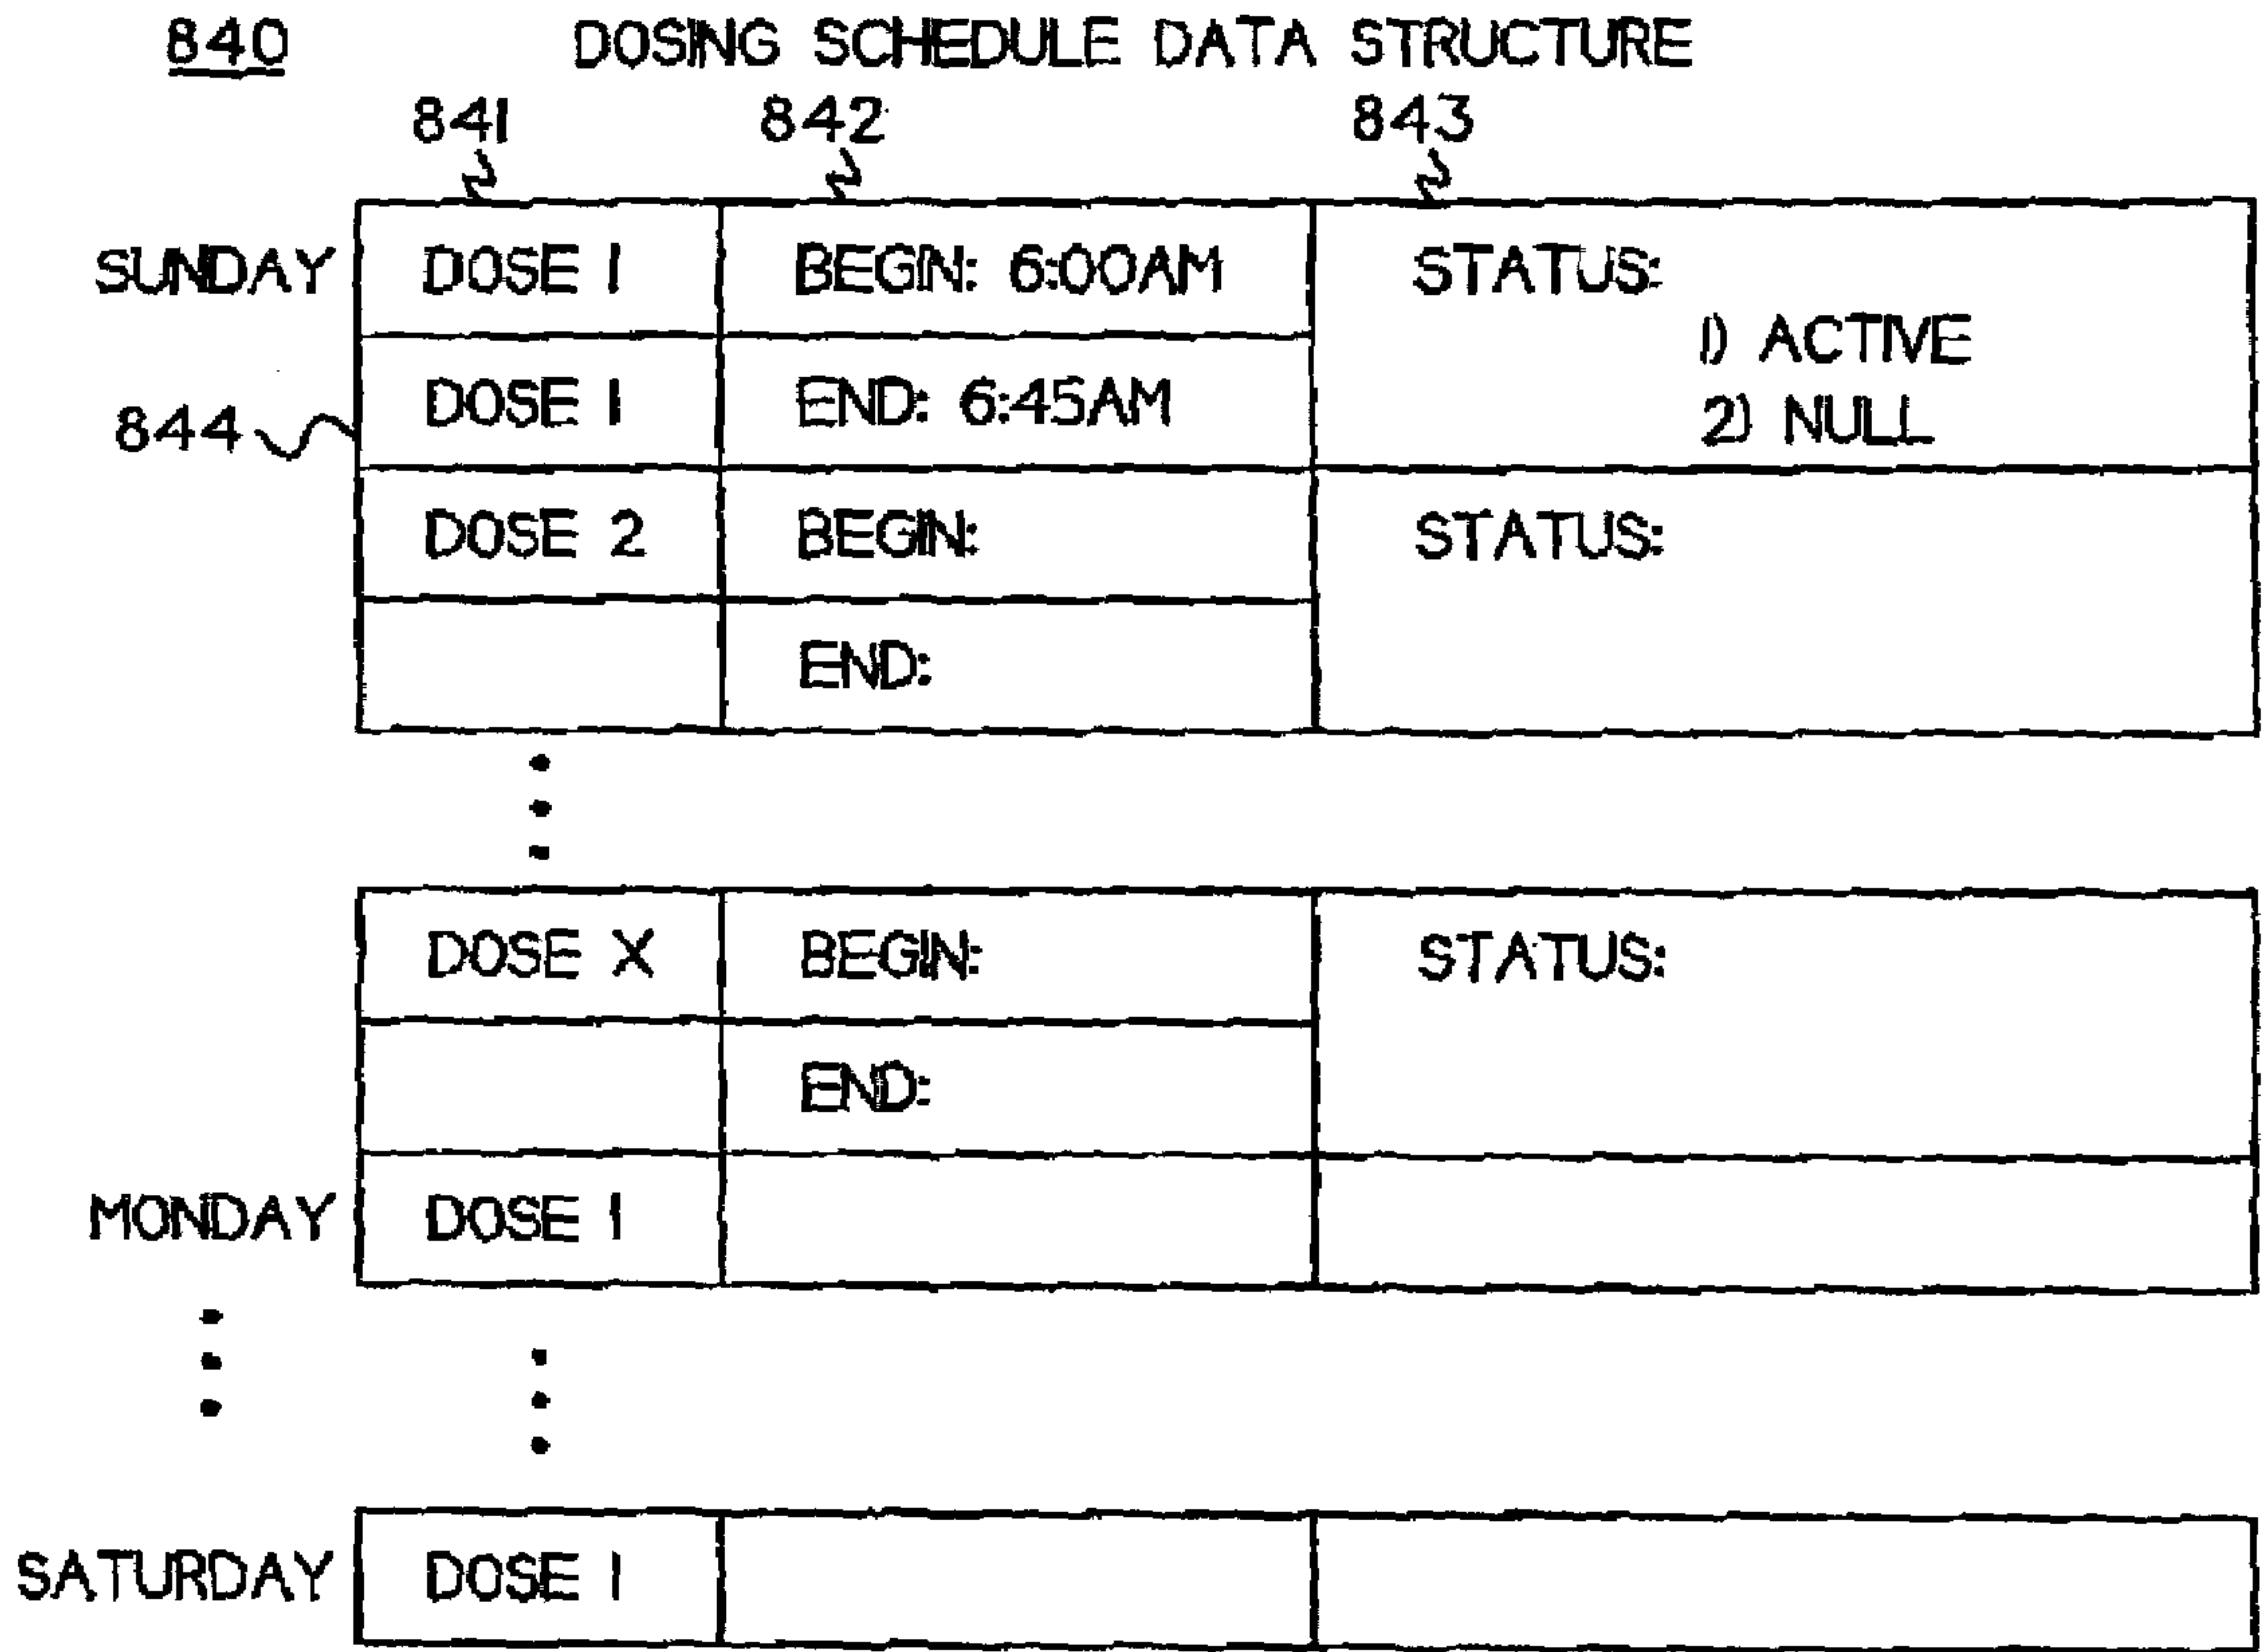 840 DOSING SCHEDULE DATA STRUCTURE
841 842 843
SUNDAY DOSE 1 BEGIN: 6:00AM STATUS:
1) ACTIVE
844 DOSE 1 END: 6:45AM
2) NULL
DOSE 2 BEGIN: STATUS:
END:
DOSE X BEGIN: STATUS:
END:
MONDAY DOSE 1
SATURDAY DOSE 1